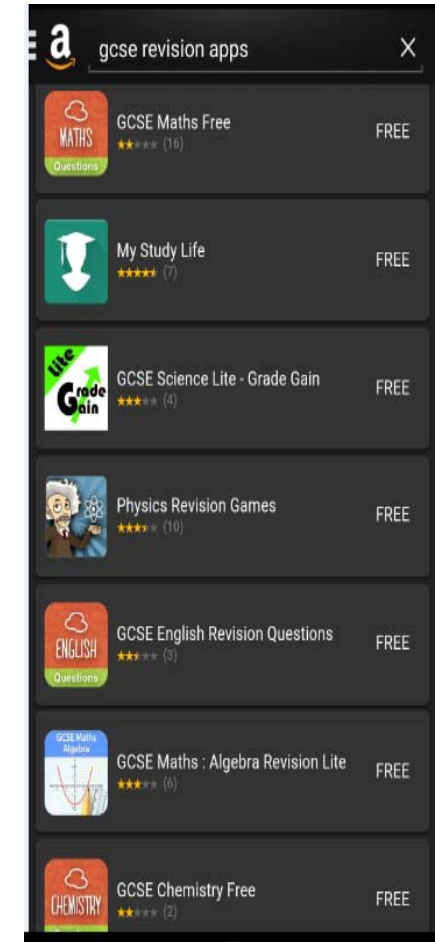 a gcse revision apps X
MATHS
Questions
GCSE Maths Free
(16)
FREE
My Study Life
(7)
FREE
Lite
Grade
Gain
GCSE Science Lite - Grade Gain
(4)
FREE
Physics Revision Games
(10)
FREE
ENGLISH
Questions
GCSE English Revision Questions
(3)
FREE
GCSE Maths
Algebra
GCSE Maths : Algebra Revision Lite
(6)
FREE
CHEMISTRY
GCSE Chemistry Free
(2)
FREE